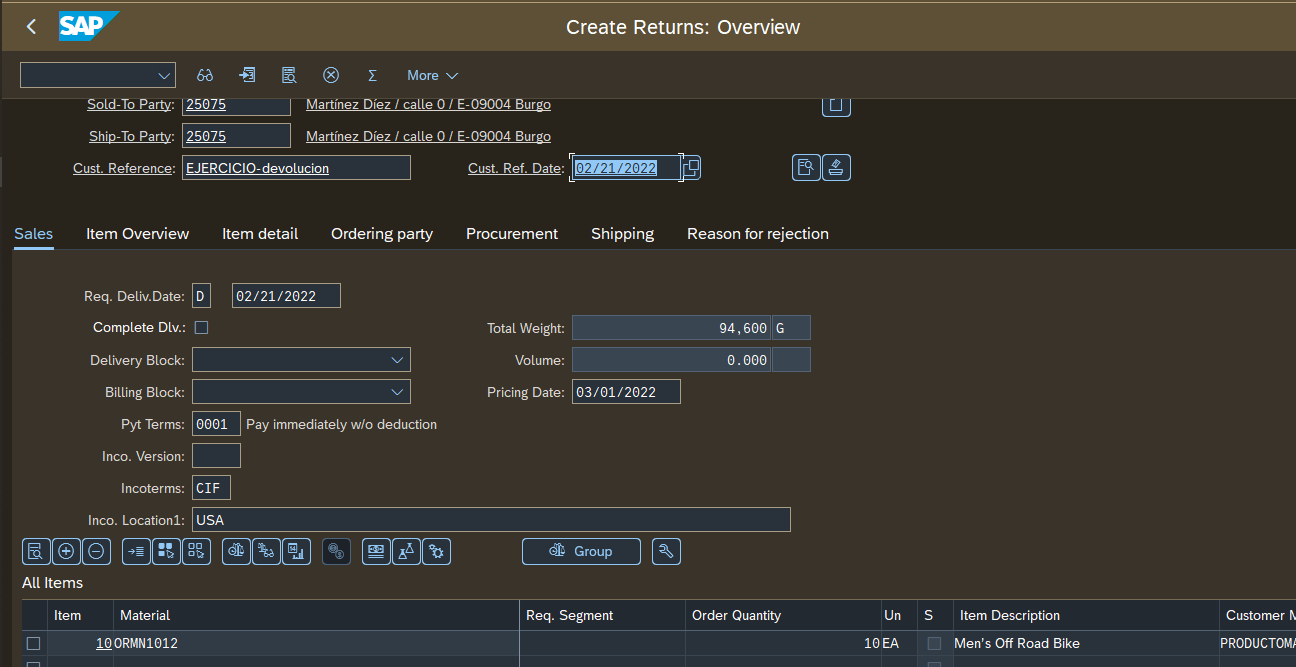 SAP
Create Returns: Overview
More
Sold-To Party: 25075 Martínez Díez / calle 0 / E-09004 Burgo
Ship-To Party: 25075 Martínez Díez / calle 0 / E-09004 Burgo
Cust. Reference: EJERCICIO-devolucion Cust. Ref. Date: 02/21/2022
Sales Item Overview Item detail Ordering party Procurement Shipping Reason for rejection
Req. Deliv.Date: D 02/21/2022
Complete Dlv.: Total Weight: 94,600 G
Delivery Block: Volume: 0.000
Billing Block: Pricing Date: 03/01/2022
Pyt Terms: 0001 Pay immediately w/o deduction
Inco. Version:
Incoterms: CIF
Inco. Location1: USA
Group
All Items
Item Material Req. Segment Order Quantity Un S Item Description Customer M
10 ORMN1012 10 EA Men's Off Road Bike PRODUCTOMA